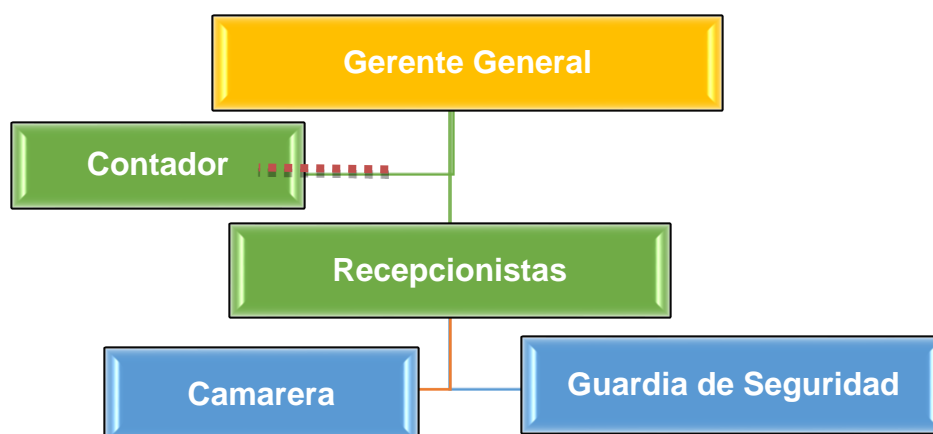 Gerente General
Contador
Recepcionistas
Camarera
Guardia de Seguridad